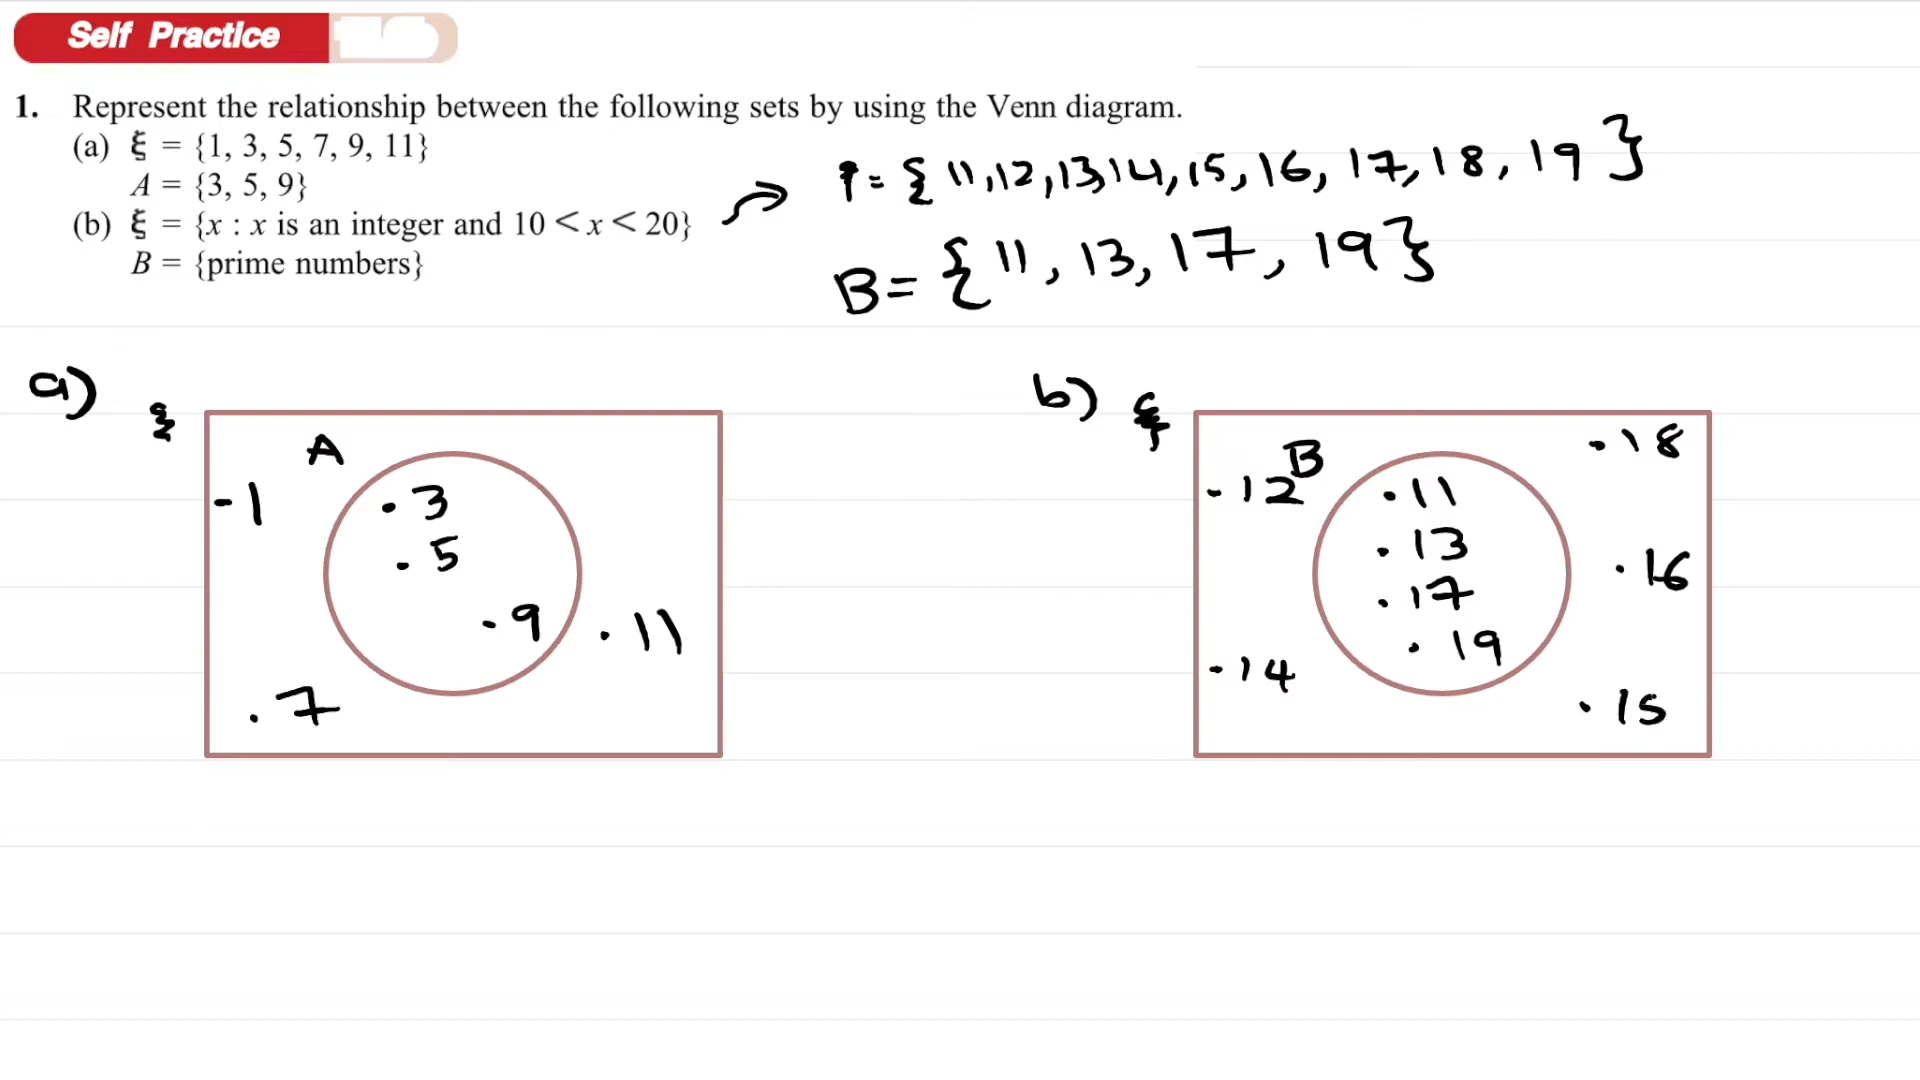 Self Practice
1. Represent the relationship between the following sets by using the Venn diagram.
(a) ξ = {1, 3, 5, 7, 9, 11}
A = {3, 5, 9}
(b) ξ = {x : x is an integer and 10 < x < 20}
B = {prime numbers}
ξ = {11, 12, 13, 14, 15, 16, 17, 18, 19}
B = {11, 13, 17, 19}
a)
ξ
A
·1
·3
·5
·9
·11
·7
b)
ξ
B
·18
·12
·11
·13
·16
·17
·19
·14
·15